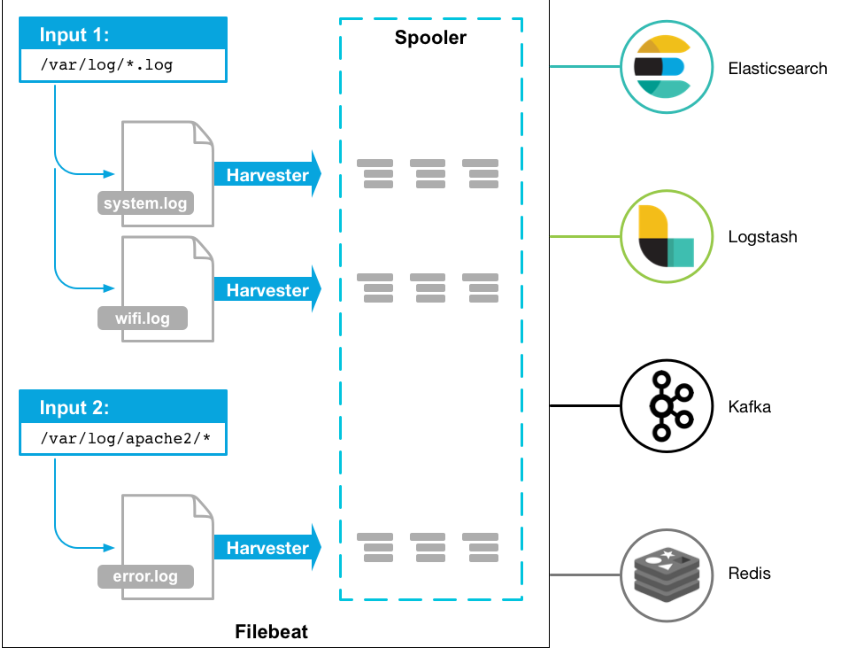 Input 1:
/var/log/*.log
Spooler
system.log
Harvester
wifi.log
Harvester
Input 2:
/var/log/apache2/*
error.log
Harvester
Filebeat
Elasticsearch
Logstash
Kafka
Redis